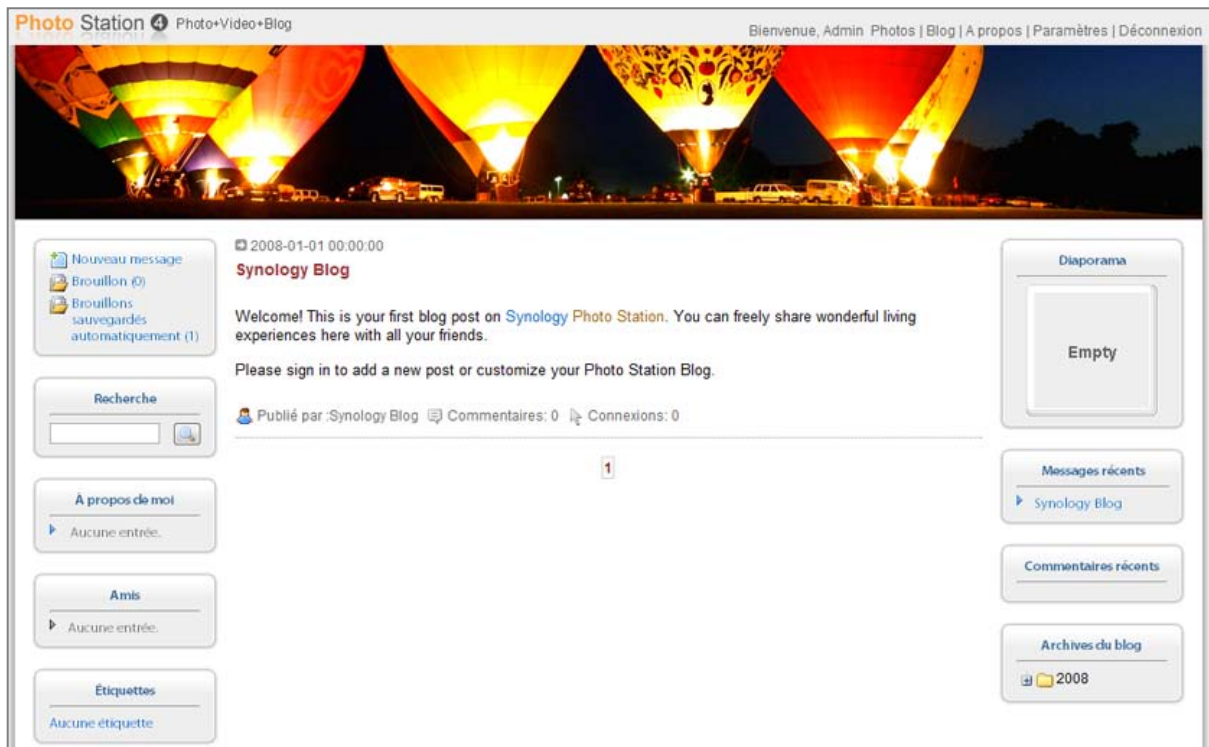 Photo Station 4 Photo+Video+Blog
Bienvenue, Admin Photos | Blog | A propos | Paramètres | Déconnexion
Nouveau message
Brouillon (0)
Brouillons
sauvegardés
automatiquement (1)
Recherche
À propos de moi
Aucune entrée.
Amis
Aucune entrée.
Étiquettes
Aucune étiquette
2008-01-01 00:00:00
Synology Blog
Welcome! This is your first blog post on Synology Photo Station. You can freely share wonderful living
experiences here with all your friends.
Please sign in to add a new post or customize your Photo Station Blog.
Publié par :Synology Blog Commentaires: 0 Connexions: 0
1
Diaporama
Empty
Messages récents
Synology Blog
Commentaires récents
Archives du blog
2008